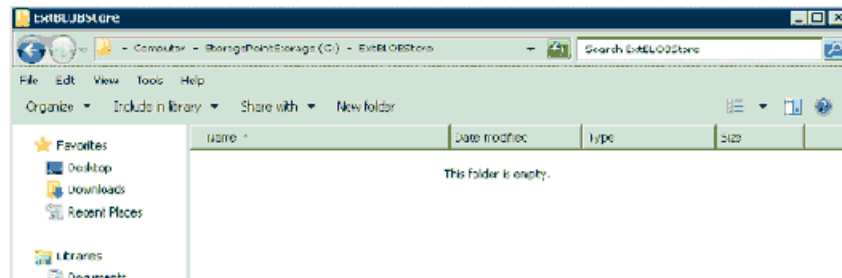 ExtBLOBStore
Computer - StoragePointStorage (G:) - ExtBLOBStore Search ExtBLOBStore
File Edit View Tools Help
Organize Include in library Share with New folder
Favorites
Name Date modified Type Size
Desktop
This folder is empty.
Downloads
Recent Places
Libraries
Documents